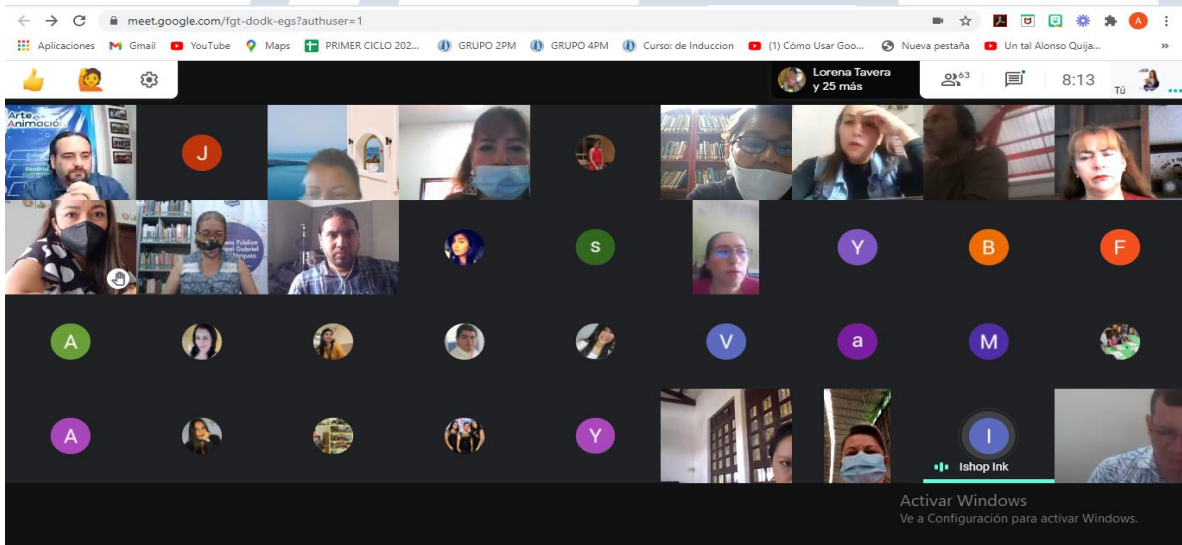 meet.google.com/fgt-dodk-egs?authuser=1
Aplicaciones Gmail YouTube Maps PRIMER CICLO 202... GRUPO 2PM GRUPO 4PM Curso: de Induccion (1) Cómo Usar Goo... Nueva pestaña Un tal Alonso Quija... »
Lorena Tavera
y 25 más
63
8:13
Tú
Arte
Animació
J
Pública
Gabriel
S
Y
B
F
A
V
a
M
A
Y
I
Ishop Ink
Activar Windows
Ve a Configuración para activar Windows.